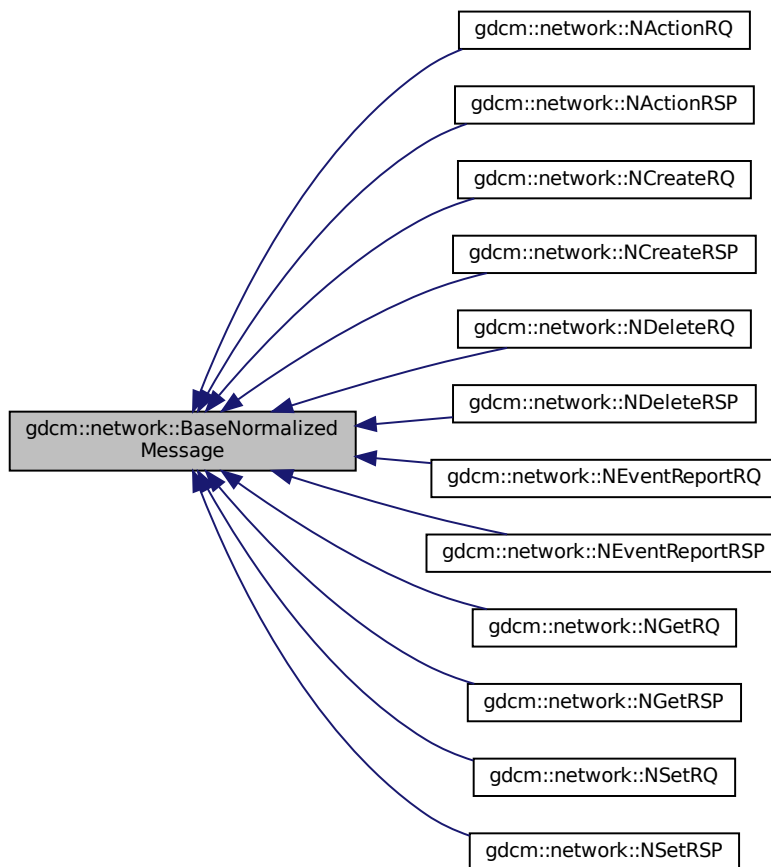 gdcm::network::NActionRQ
gdcm::network::NActionRSP
gdcm::network::NCreateRQ
gdcm::network::NCreateRSP
gdcm::network::NDeleteRQ
gdcm::network::NDeleteRSP
gdcm::network::BaseNormalized
Message
gdcm::network::NEventReportRQ
gdcm::network::NEventReportRSP
gdcm::network::NGetRQ
gdcm::network::NGetRSP
gdcm::network::NSetRQ
gdcm::network::NSetRSP